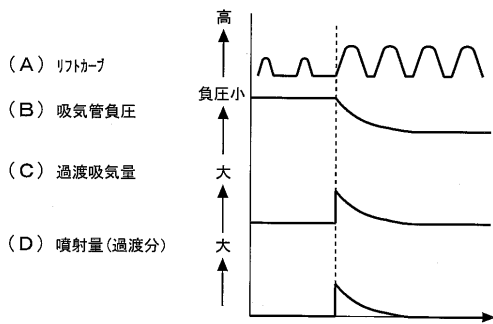 高
（A）ﾘﾌﾄｶｰﾌﾞ
負圧小
（B）吸気管負圧
（C）過渡吸気量
大
（D）噴射量（過渡分）
大